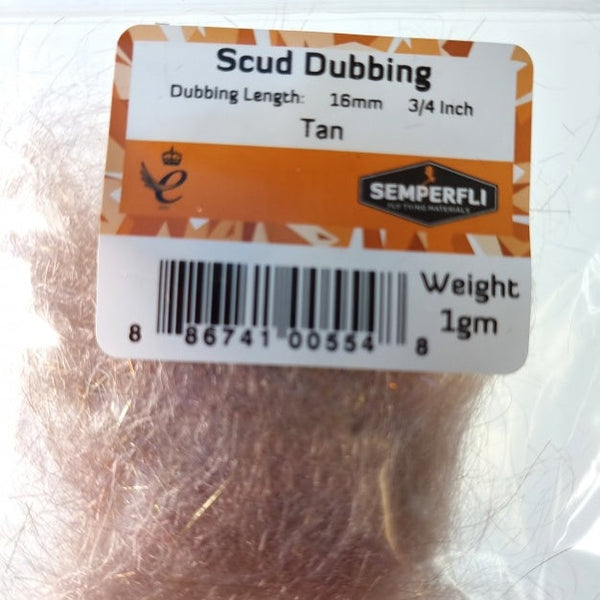 Scud Dubbing
Dubbing Length: 16mm 3/4 Inch
Tan
SEMPERFLI
FLY TYING MATERIALS
Weight
1gm
8 86741 00554 8